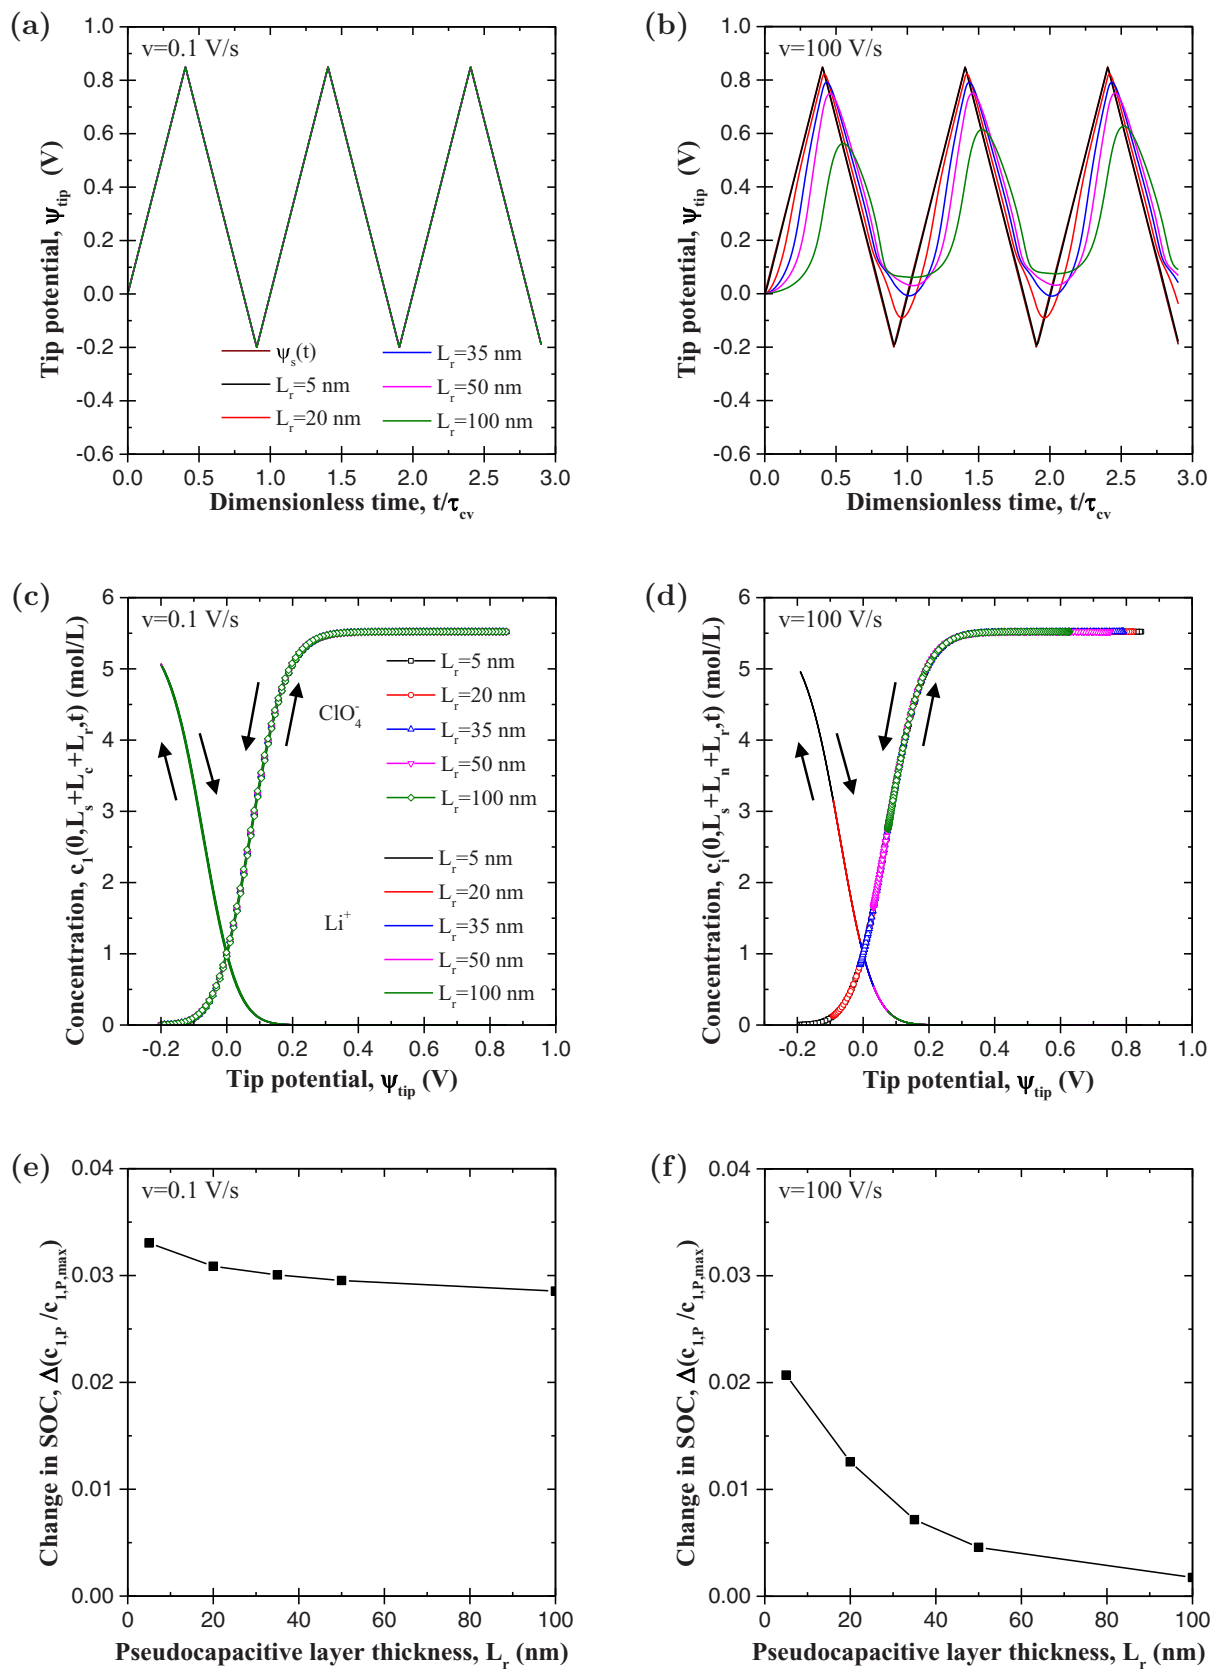 (a)
v=0.1 V/s
1.0
0.8
0.6
0.4
0.2
0.0
-0.2
-0.4
-0.6
Tip potential, ψtip (V)
ψs(t)
Lr=5 nm
Lr=20 nm
Lr=35 nm
Lr=50 nm
Lr=100 nm
0.0 0.5 1.0 1.5 2.0 2.5 3.0
Dimensionless time, t/τcv
(b)
v=100 V/s
1.0
0.8
0.6
0.4
0.2
0.0
-0.2
-0.4
-0.6
Tip potential, ψtip (V)
0.0 0.5 1.0 1.5 2.0 2.5 3.0
Dimensionless time, t/τcv
(c)
v=0.1 V/s
6
5
4
3
2
1
0
Concentration, c1(0,Ls+Lc+Lr,t) (mol/L)
ClO4-
Lr=5 nm
Lr=20 nm
Lr=35 nm
Lr=50 nm
Lr=100 nm
Li+
Lr=5 nm
Lr=20 nm
Lr=35 nm
Lr=50 nm
Lr=100 nm
-0.2 0.0 0.2 0.4 0.6 0.8 1.0
Tip potential, ψtip (V)
(d)
v=100 V/s
6
5
4
3
2
1
0
Concentration, ci(0,Ls+Ln+Lr,t) (mol/L)
-0.2 0.0 0.2 0.4 0.6 0.8 1.0
Tip potential, ψtip (V)
(e)
v=0.1 V/s
0.04
0.03
0.02
0.01
0.00
Change in SOC, Δ(c1,P/c1,P,max)
0 20 40 60 80 100
Pseudocapacitive layer thickness, Lr (nm)
(f)
v=100 V/s
0.04
0.03
0.02
0.01
0.00
Change in SOC, Δ(c1,P/c1,P,max)
0 20 40 60 80 100
Pseudocapacitive layer thickness, Lr (nm)